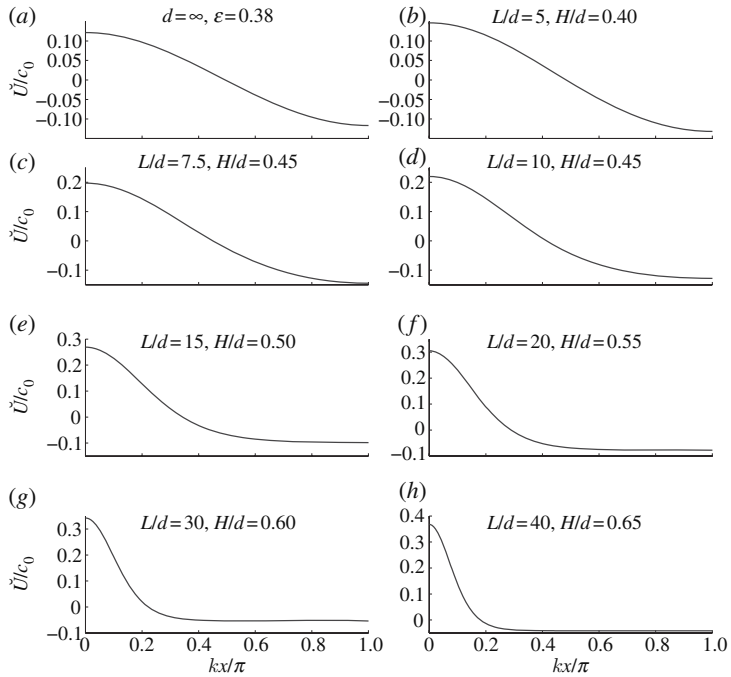 (a) d=∞, ε=0.38
Ŭ/c₀
0.10
0.05
0
−0.05
−0.10
(b) L/d=5, H/d=0.40
0.10
0.05
0
−0.05
−0.10
(c) L/d=7.5, H/d=0.45
Ŭ/c₀
0.2
0.1
0
−0.1
(d) L/d=10, H/d=0.45
0.2
0.1
0
−0.1
(e) L/d=15, H/d=0.50
Ŭ/c₀
0.3
0.2
0.1
0
−0.1
(f) L/d=20, H/d=0.55
0.3
0.2
0.1
0
−0.1
(g) L/d=30, H/d=0.60
Ŭ/c₀
0.3
0.2
0.1
0
−0.1
0 0.2 0.4 0.6 0.8 1.0
kx/π
(h) L/d=40, H/d=0.65
0.4
0.3
0.2
0.1
0
0 0.2 0.4 0.6 0.8 1.0
kx/π